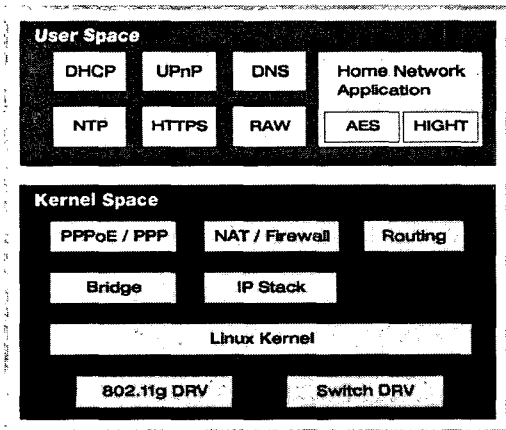 User Space
DHCP UPnP DNS Home Network
Application
NTP HTTPS RAW AES HIGHT
Kernel Space
PPPoE / PPP NAT / Firewall Routing
Bridge IP Stack
Linux Kernel
802.11g DRV Switch DRV